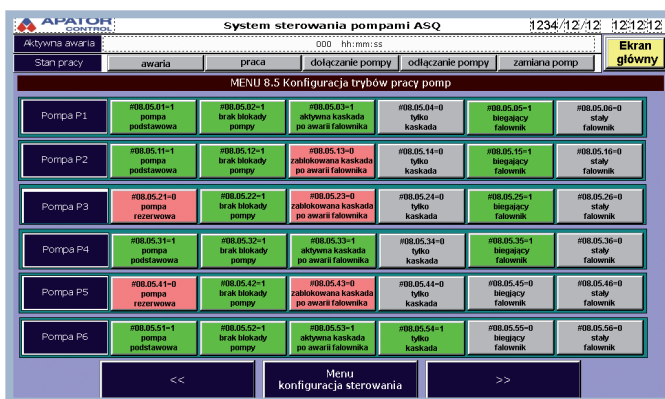 APATOR CONTROL System sterowania pompami ASQ 1234/12/12 12:12:12
Aktywna awaria 000 hh:mm:ss Ekran główny
Stan pracy awaria praca dołączanie pompy odłączanie pompy zamiana pomp
MENU 8.5 Konfiguracja trybów pracy pomp
Pompa P1
#08.05.01=1 pompa podstawowa
#08.05.02=1 brak blokady pompy
#08.05.03=1 aktywna kaskada po awarii falownika
#08.05.04=0 tylko kaskada
#08.05.05=1 biegający falownik
#08.05.06=0 stały falownik
Pompa P2
#08.05.11=1 pompa podstawowa
#08.05.12=1 brak blokady pompy
#08.05.13=0 zablokowana kaskada po awarii falownika
#08.05.14=0 tylko kaskada
#08.05.15=1 biegający falownik
#08.05.16=0 stały falownik
Pompa P3
#08.05.21=0 pompa rezerwowa
#08.05.22=1 brak blokady pompy
#08.05.23=0 zablokowana kaskada po awarii falownika
#08.05.24=0 tylko kaskada
#08.05.25=1 biegający falownik
#08.05.26=0 stały falownik
Pompa P4
#08.05.31=1 pompa podstawowa
#08.05.32=1 brak blokady pompy
#08.05.33=1 aktywna kaskada po awarii falownika
#08.05.34=0 tylko kaskada
#08.05.35=1 biegający falownik
#08.05.36=0 stały falownik
Pompa P5
#08.05.41=0 pompa rezerwowa
#08.05.42=1 brak blokady pompy
#08.05.43=0 zablokowana kaskada po awarii falownika
#08.05.44=0 tylko kaskada
#08.05.45=0 biegjący falownik
#08.05.46=0 stały falownik
Pompa P6
#08.05.51=1 pompa podstawowa
#08.05.52=1 brak blokady pompy
#08.05.53=1 aktywna kaskada po awarii falownika
#08.05.54=1 tylko kaskada
#08.05.55=0 biegjący falownik
#08.05.56=0 stały falownik
<<
Menu
konfiguracja sterowania
>>